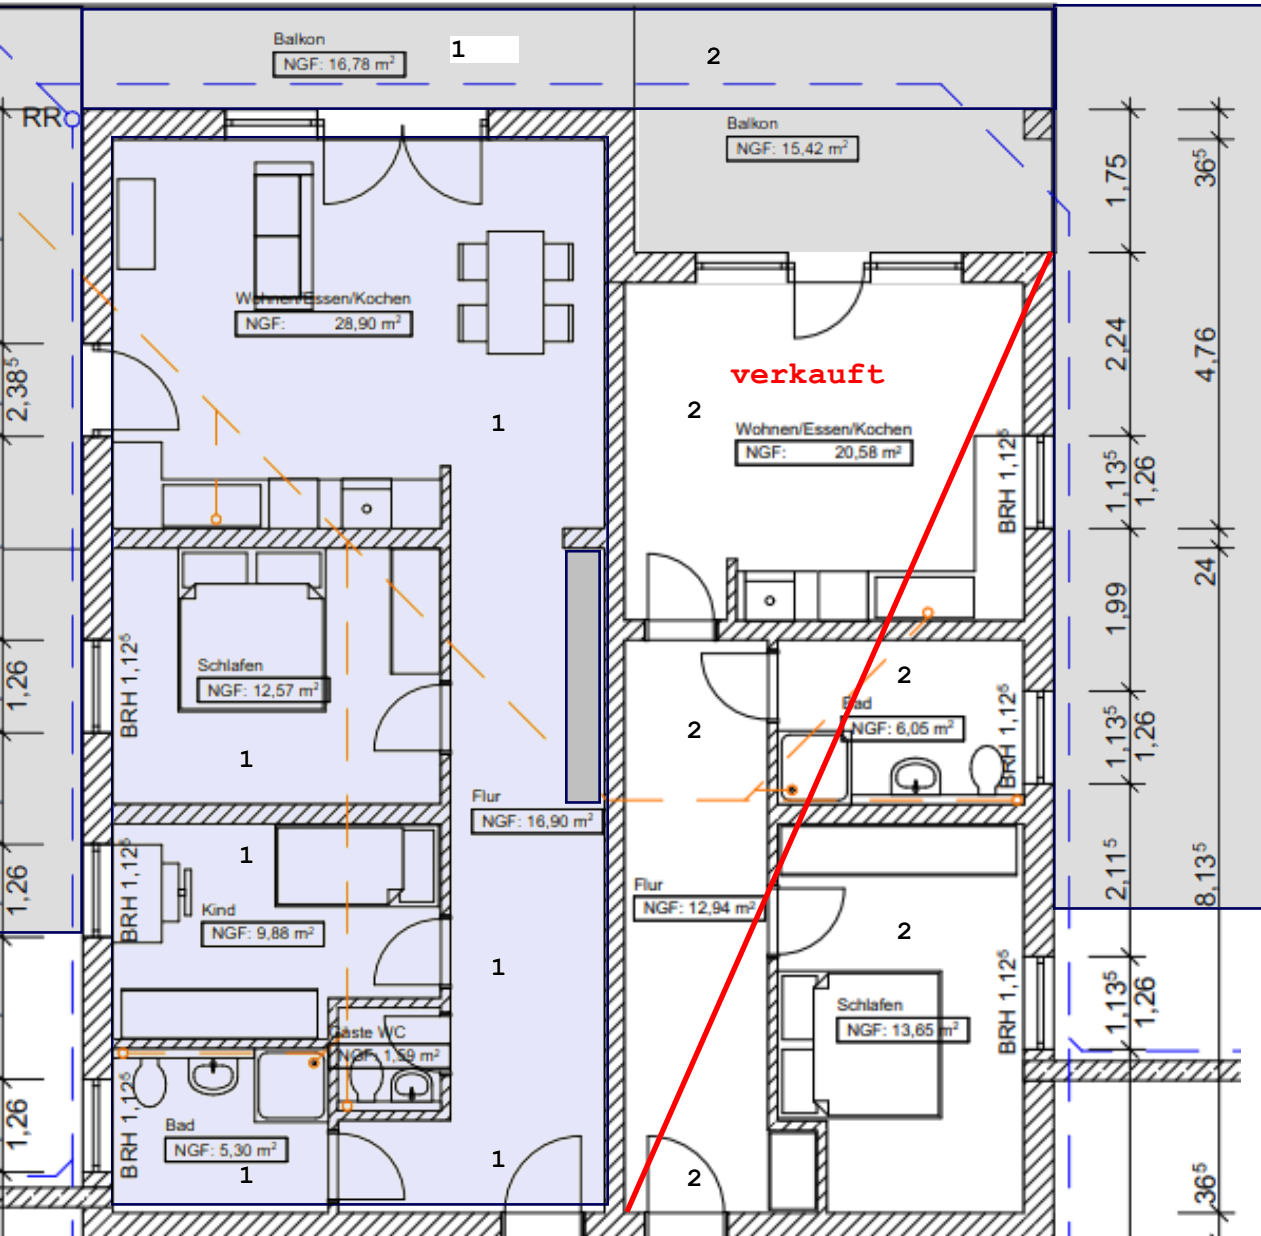 Balkon
NGF: 16,78 m²
1
2
RR
Balkon
NGF: 15,42 m²
1,75
36⁵
Wohnen/Essen/Kochen
NGF: 28,90 m²
2,38⁵
2,24
4,76
verkauft
1
2
Wohnen/Essen/Kochen
NGF: 20,58 m²
BRH 1,12⁵
1,13⁵
1,26
24
1,99
Schlafen
NGF: 12,57 m²
BRH 1,12⁵
1,26
1
2
2
Bad
NGF: 6,05 m²
BRH 1,12⁵
1,13⁵
1,26
Flur
NGF: 16,90 m²
1
BRH 1,12⁵
1,26
Kind
NGF: 9,88 m²
Flur
NGF: 12,94 m²
2,11⁵
8,13⁵
2
1
Schlafen
NGF: 13,65 m²
BRH 1,12⁵
1,13⁵
1,26
Gäste WC
NGF: 1,59 m²
BRH 1,12⁵
1,26
Bad
NGF: 5,30 m²
1
1
2
36⁵